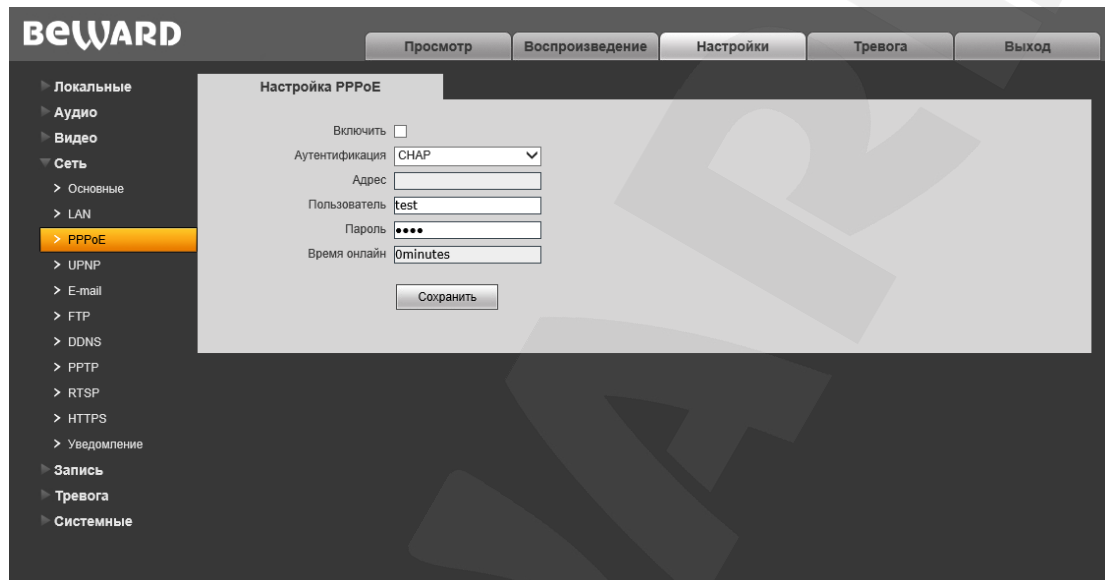 BEWARD
Просмотр Воспроизведение Настройки Тревога Выход
Локальные
Аудио
Видео
Сеть
> Основные
> LAN
> PPPoE
> UPNP
> E-mail
> FTP
> DDNS
> PPTP
> RTSP
> HTTPS
> Уведомление
Запись
Тревога
Системные
Настройка PPPoE
Включить
Аутентификация CHAP
Адрес
Пользователь test
Пароль ••••
Время онлайн 0minutes
Сохранить